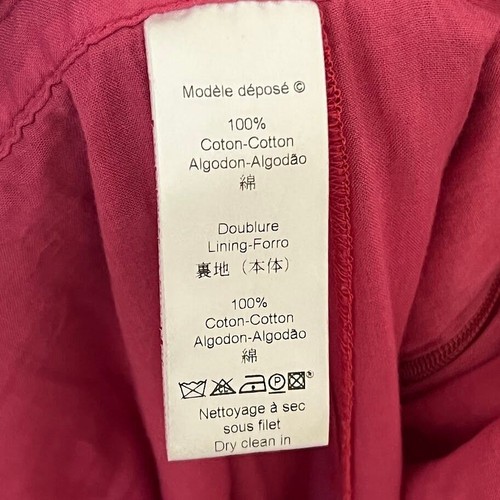 Modèle déposé ©
100%
Coton-Cotton
Algodon-Algodão
綿
Doublure
Lining-Forro
裏地（本体）
100%
Coton-Cotton
Algodon-Algodão
綿
Nettoyage à sec
sous filet
Dry clean in